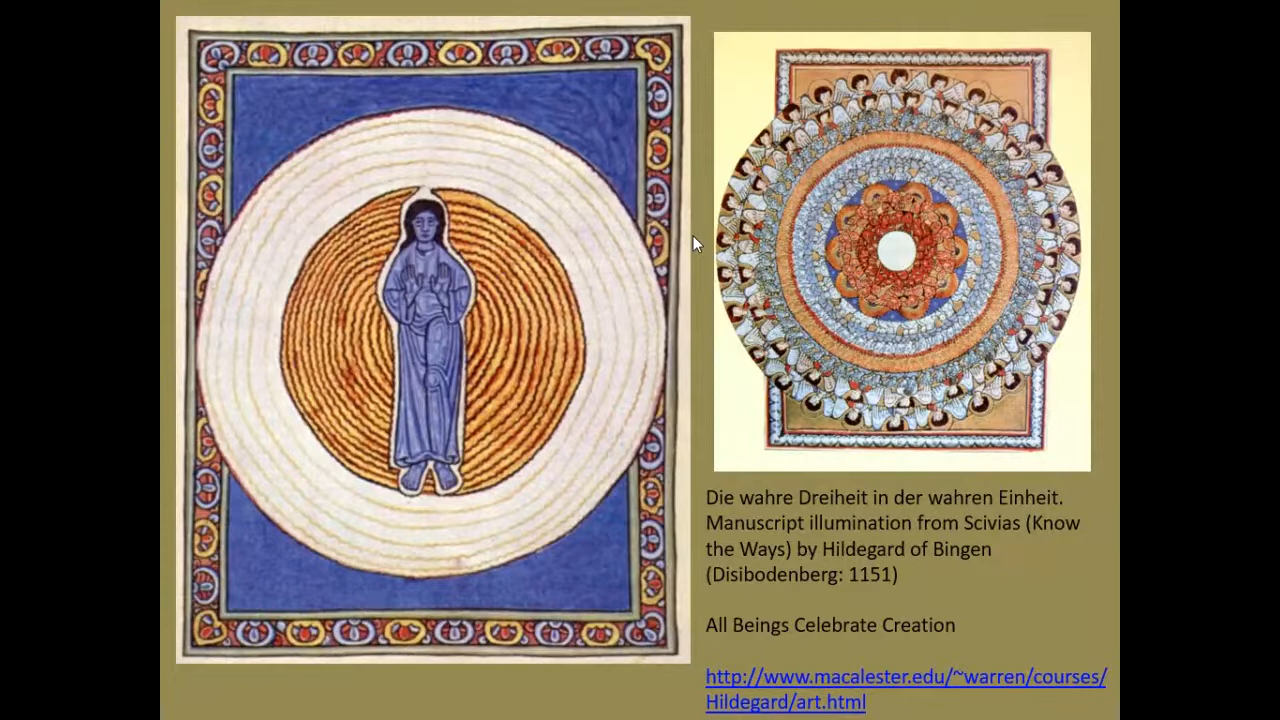 Die wahre Dreiheit in der wahren Einheit.
Manuscript illumination from Scivias (Know
the Ways) by Hildegard of Bingen
(Disibodenberg: 1151)
All Beings Celebrate Creation
http://www.macalester.edu/~warren/courses/
Hildegard/art.html